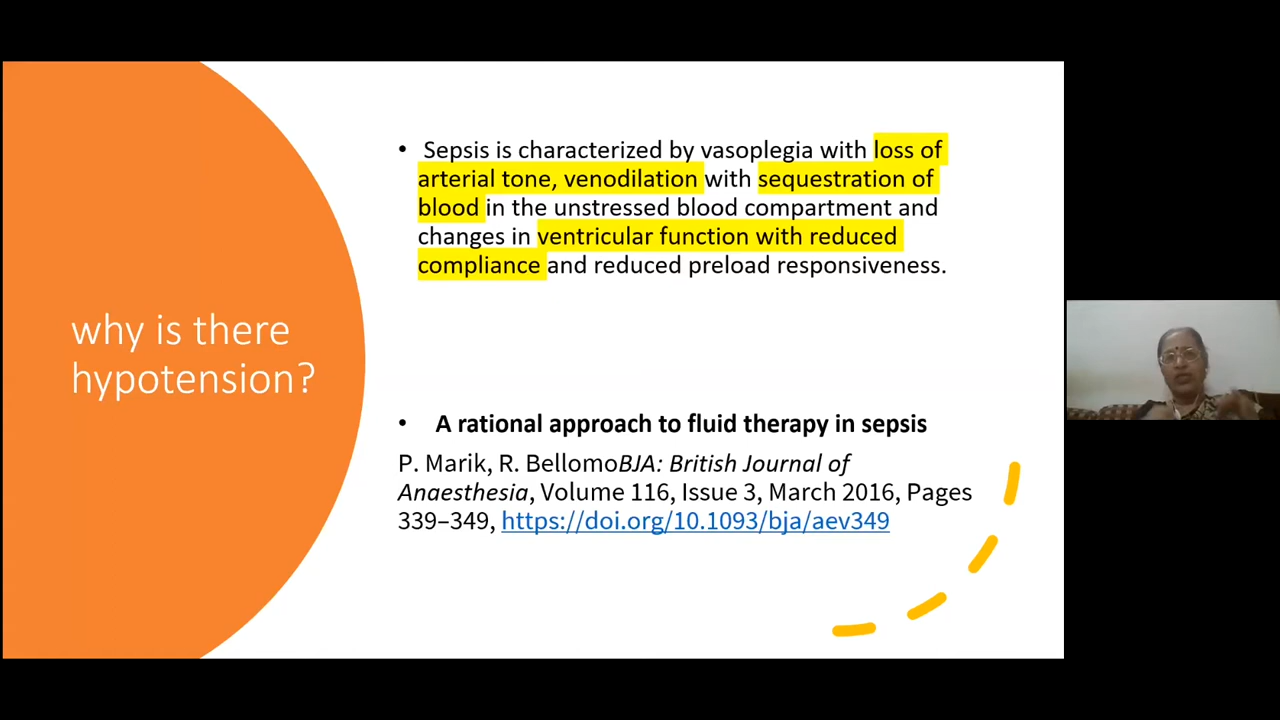 why is there
hypotension?
• Sepsis is characterized by vasoplegia with loss of
arterial tone, venodilation with sequestration of
blood in the unstressed blood compartment and
changes in ventricular function with reduced
compliance and reduced preload responsiveness.
• A rational approach to fluid therapy in sepsis
P. Marik, R. BellomoBJA: British Journal of
Anaesthesia, Volume 116, Issue 3, March 2016, Pages
339–349, https://doi.org/10.1093/bja/aev349